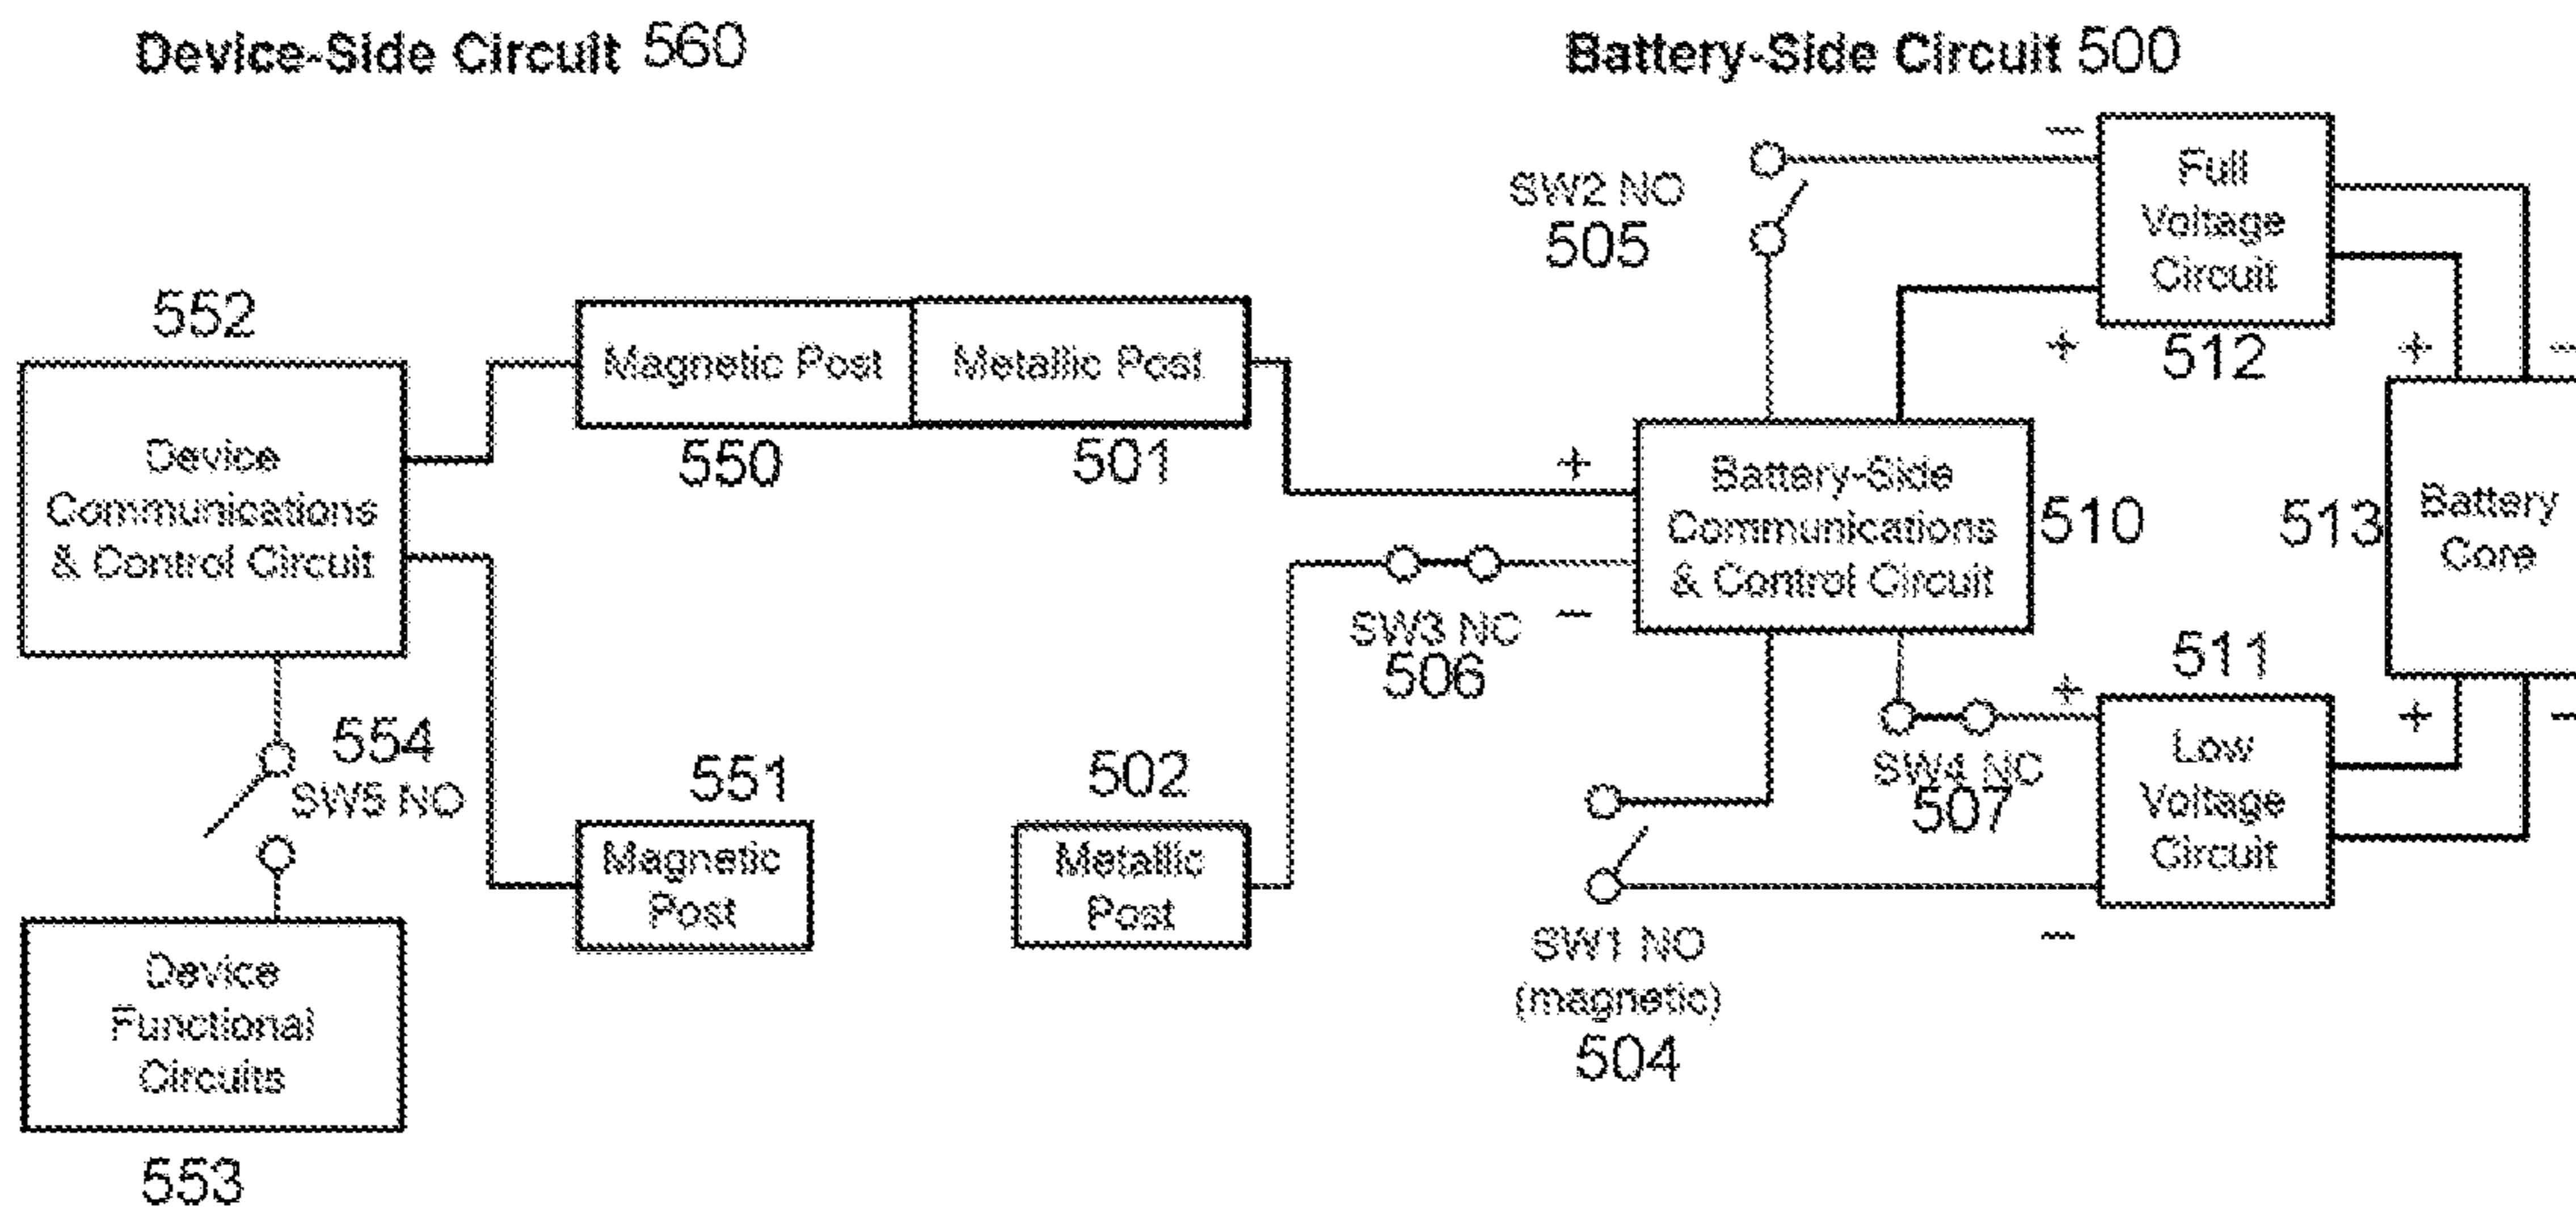 Device-Side Circuit 560
Battery-Side Circuit 500
552
Device
Communications
& Control Circuit
554
SW5 NO
Device
Functional
Circuits
553
Magnetic Post
550
Metallic Post
501
551
Magnetic
Post
502
Metallic
Post
SW2 NO
505
−
Full
Voltage
Circuit
+
512
+
−
+
Battery-Side
Communications
& Control Circuit
510
513
Battery
Core
SW3 NC
506
−
511
+
SW4 NC
507
Low
Voltage
Circuit
+
−
SW1 NO
(magnetic)
504
−